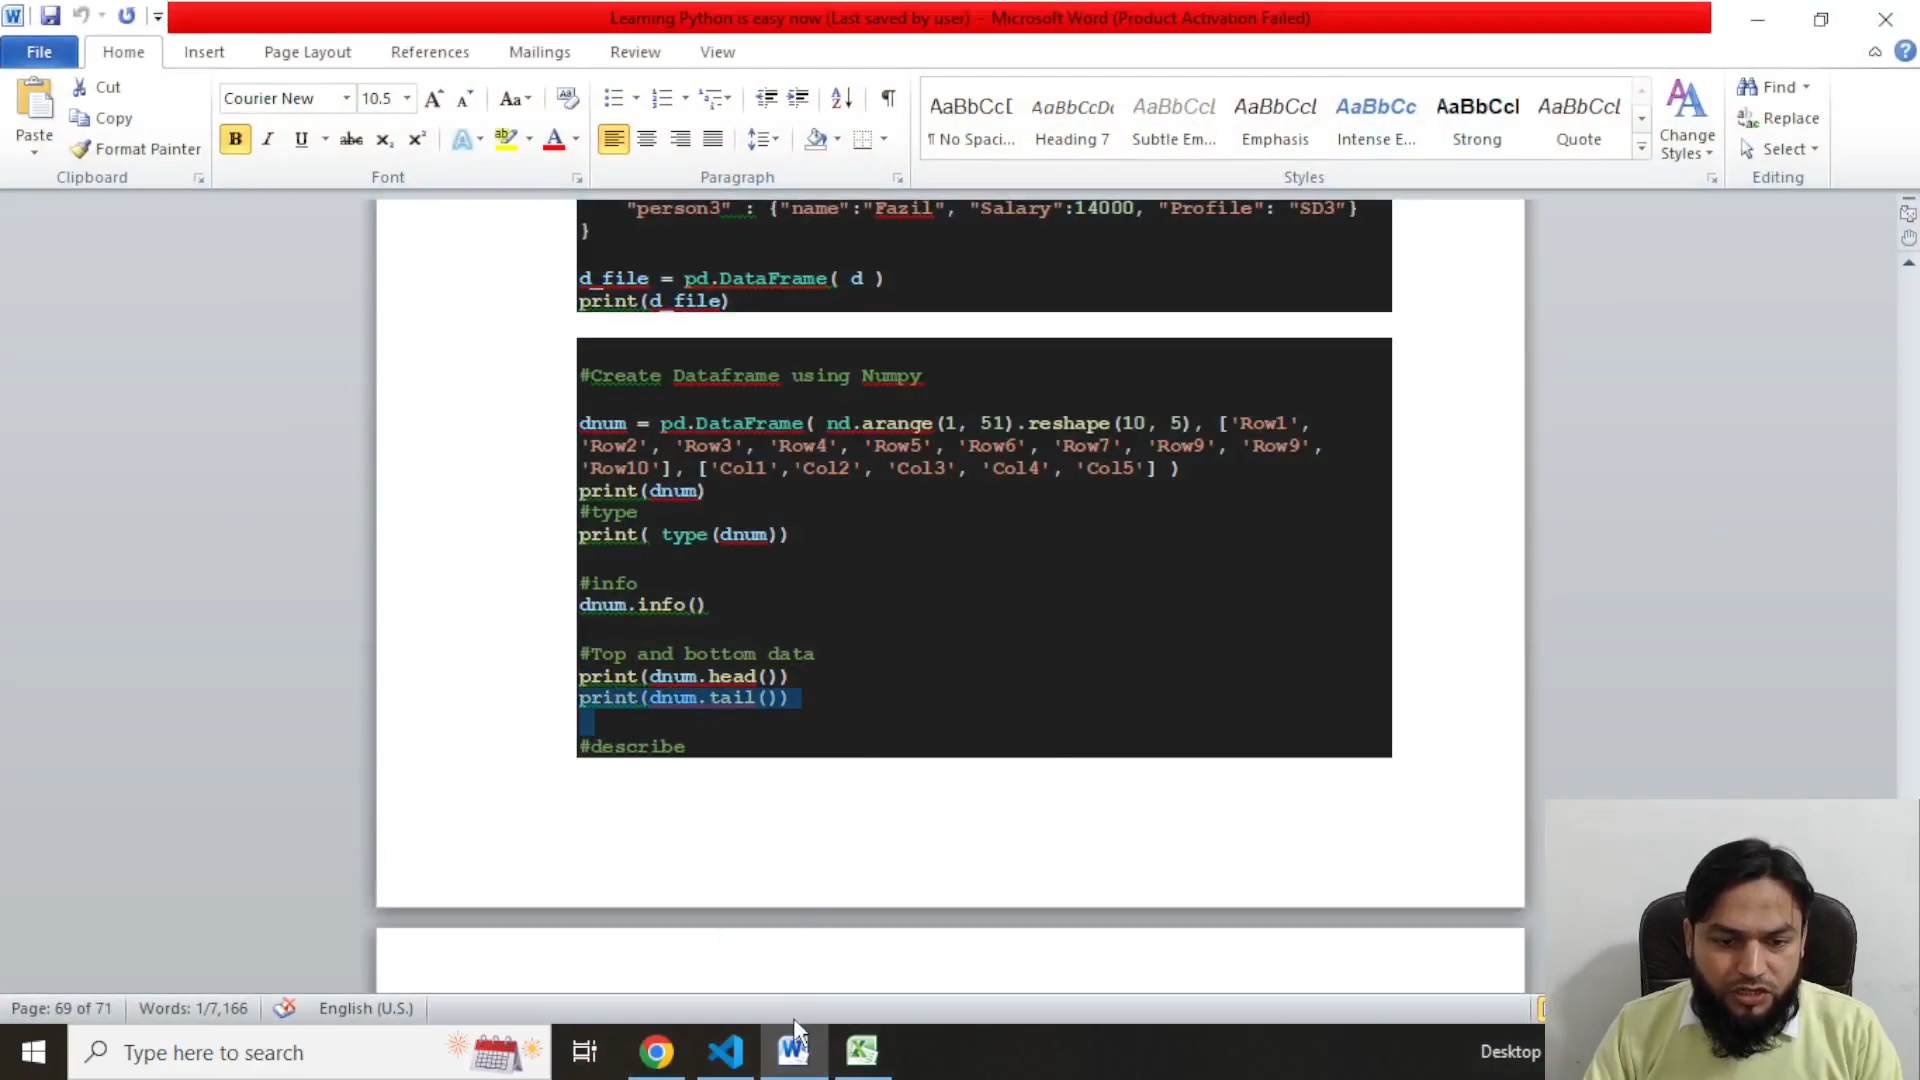 Learning Python is easy now (Last saved by user) - Microsoft Word (Product Activation Failed)
File Home Insert Page Layout References Mailings Review View
Paste
Cut
Copy
Format Painter
Clipboard
Courier New 10.5
Font
Paragraph
AaBbCc[ AaBbCcDc AaBbCcl AaBbCcl AaBbCc AaBbCcl AaBbCcl
¶ No Spaci... Heading 7 Subtle Em... Emphasis Intense E... Strong Quote
Change Styles
Styles
Find
Replace
Select
Editing
"person3" : {"name":"Fazil", "Salary":14000, "Profile": "SD3"}
}
d_file = pd.DataFrame( d )
print(d_file)
#Create Dataframe using Numpy
dnum = pd.DataFrame( nd.arange(1, 51).reshape(10, 5), ['Row1',
'Row2', 'Row3', 'Row4', 'Row5', 'Row6', 'Row7', 'Row9', 'Row9',
'Row10'], ['Col1','Col2', 'Col3', 'Col4', 'Col5'] )
print(dnum)
#type
print( type(dnum))
#info
dnum.info()
#Top and bottom data
print(dnum.head())
print(dnum.tail())
#describe
Page: 69 of 71 Words: 1/7,166 English (U.S.)
Type here to search
Desktop